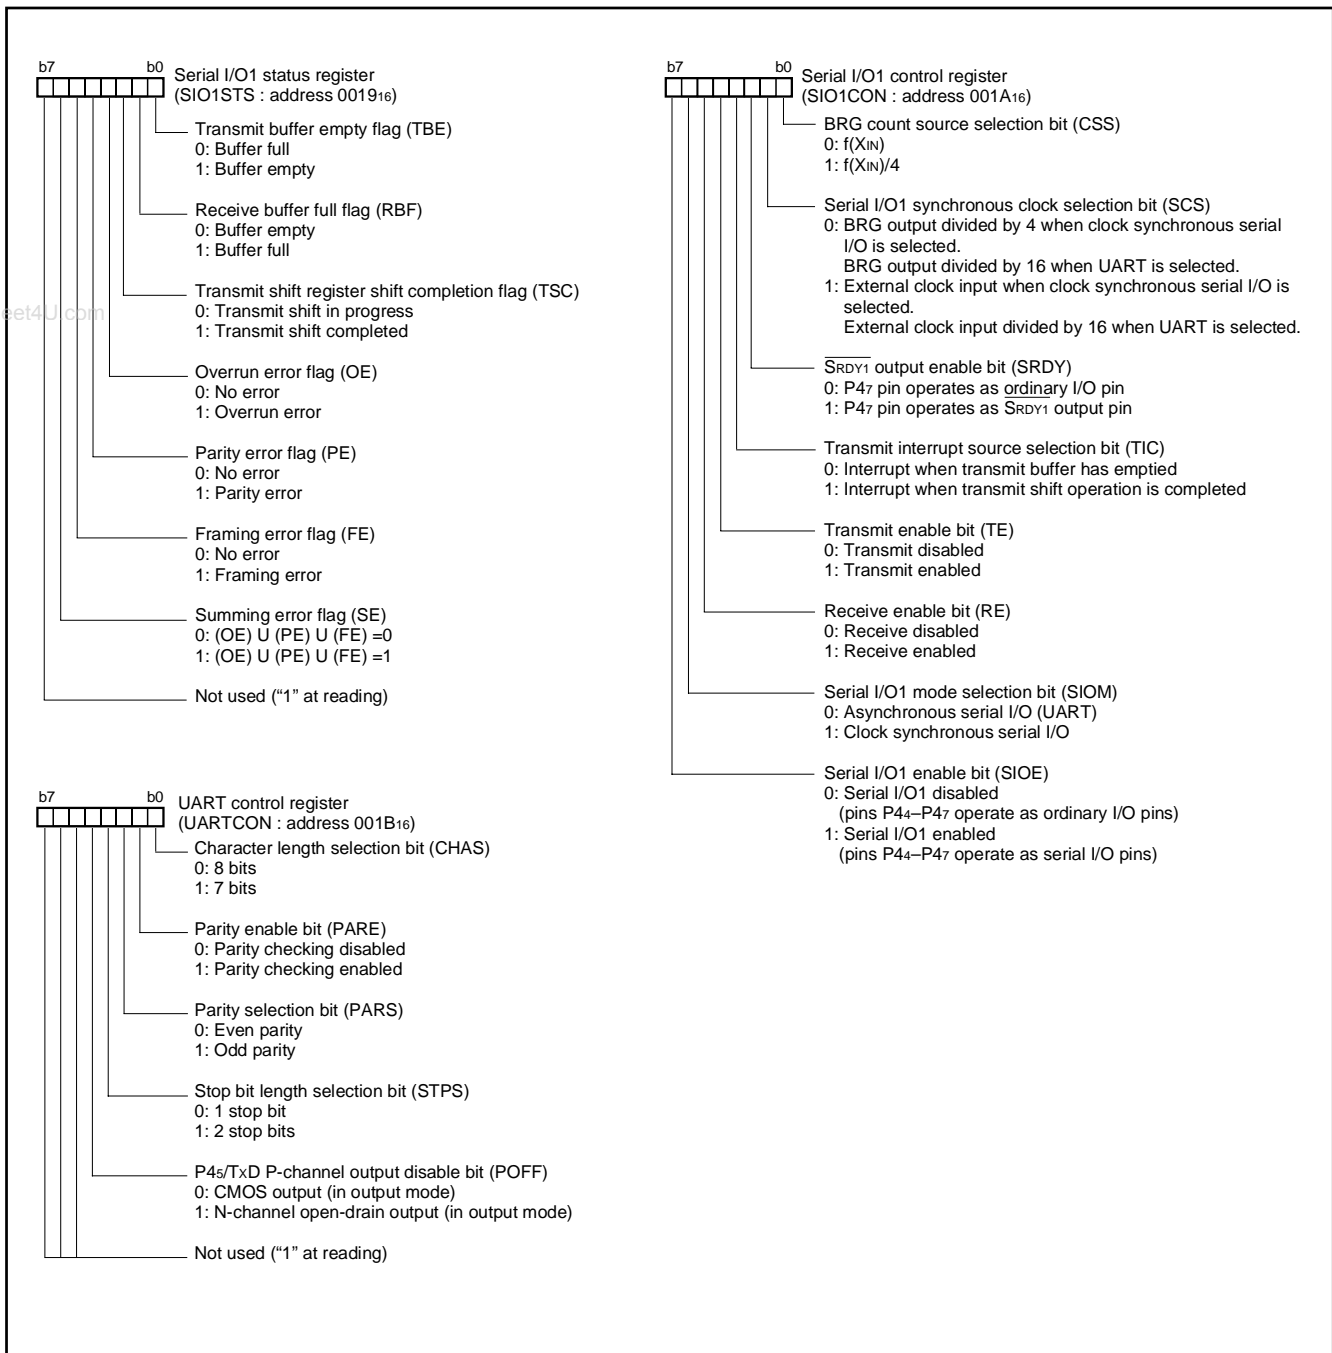 b7 b0 Serial I/O1 status register
(SIO1STS : address 001916)
Transmit buffer empty flag (TBE)
0: Buffer full
1: Buffer empty
Receive buffer full flag (RBF)
0: Buffer empty
1: Buffer full
Transmit shift register shift completion flag (TSC)
0: Transmit shift in progress
1: Transmit shift completed
eet4U.com
Overrun error flag (OE)
0: No error
1: Overrun error
Parity error flag (PE)
0: No error
1: Parity error
Framing error flag (FE)
0: No error
1: Framing error
Summing error flag (SE)
0: (OE) U (PE) U (FE) =0
1: (OE) U (PE) U (FE) =1
Not used (“1” at reading)
b7 b0 UART control register
(UARTCON : address 001B16)
Character length selection bit (CHAS)
0: 8 bits
1: 7 bits
Parity enable bit (PARE)
0: Parity checking disabled
1: Parity checking enabled
Parity selection bit (PARS)
0: Even parity
1: Odd parity
Stop bit length selection bit (STPS)
0: 1 stop bit
1: 2 stop bits
P45/TxD P-channel output disable bit (POFF)
0: CMOS output (in output mode)
1: N-channel open-drain output (in output mode)
Not used (“1” at reading)
b7 b0 Serial I/O1 control register
(SIO1CON : address 001A16)
BRG count source selection bit (CSS)
0: f(XIN)
1: f(XIN)/4
Serial I/O1 synchronous clock selection bit (SCS)
0: BRG output divided by 4 when clock synchronous serial
I/O is selected.
BRG output divided by 16 when UART is selected.
1: External clock input when clock synchronous serial I/O is
selected.
External clock input divided by 16 when UART is selected.
SRDY1 output enable bit (SRDY)
0: P47 pin operates as ordinary I/O pin
1: P47 pin operates as SRDY1 output pin
Transmit interrupt source selection bit (TIC)
0: Interrupt when transmit buffer has emptied
1: Interrupt when transmit shift operation is completed
Transmit enable bit (TE)
0: Transmit disabled
1: Transmit enabled
Receive enable bit (RE)
0: Receive disabled
1: Receive enabled
Serial I/O1 mode selection bit (SIOM)
0: Asynchronous serial I/O (UART)
1: Clock synchronous serial I/O
Serial I/O1 enable bit (SIOE)
0: Serial I/O1 disabled
(pins P44–P47 operate as ordinary I/O pins)
1: Serial I/O1 enabled
(pins P44–P47 operate as serial I/O pins)